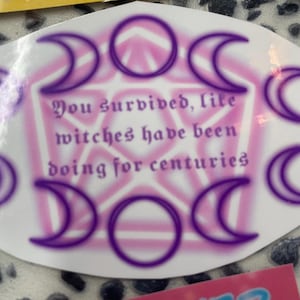 You survived, like
witches have been
doing for centuries